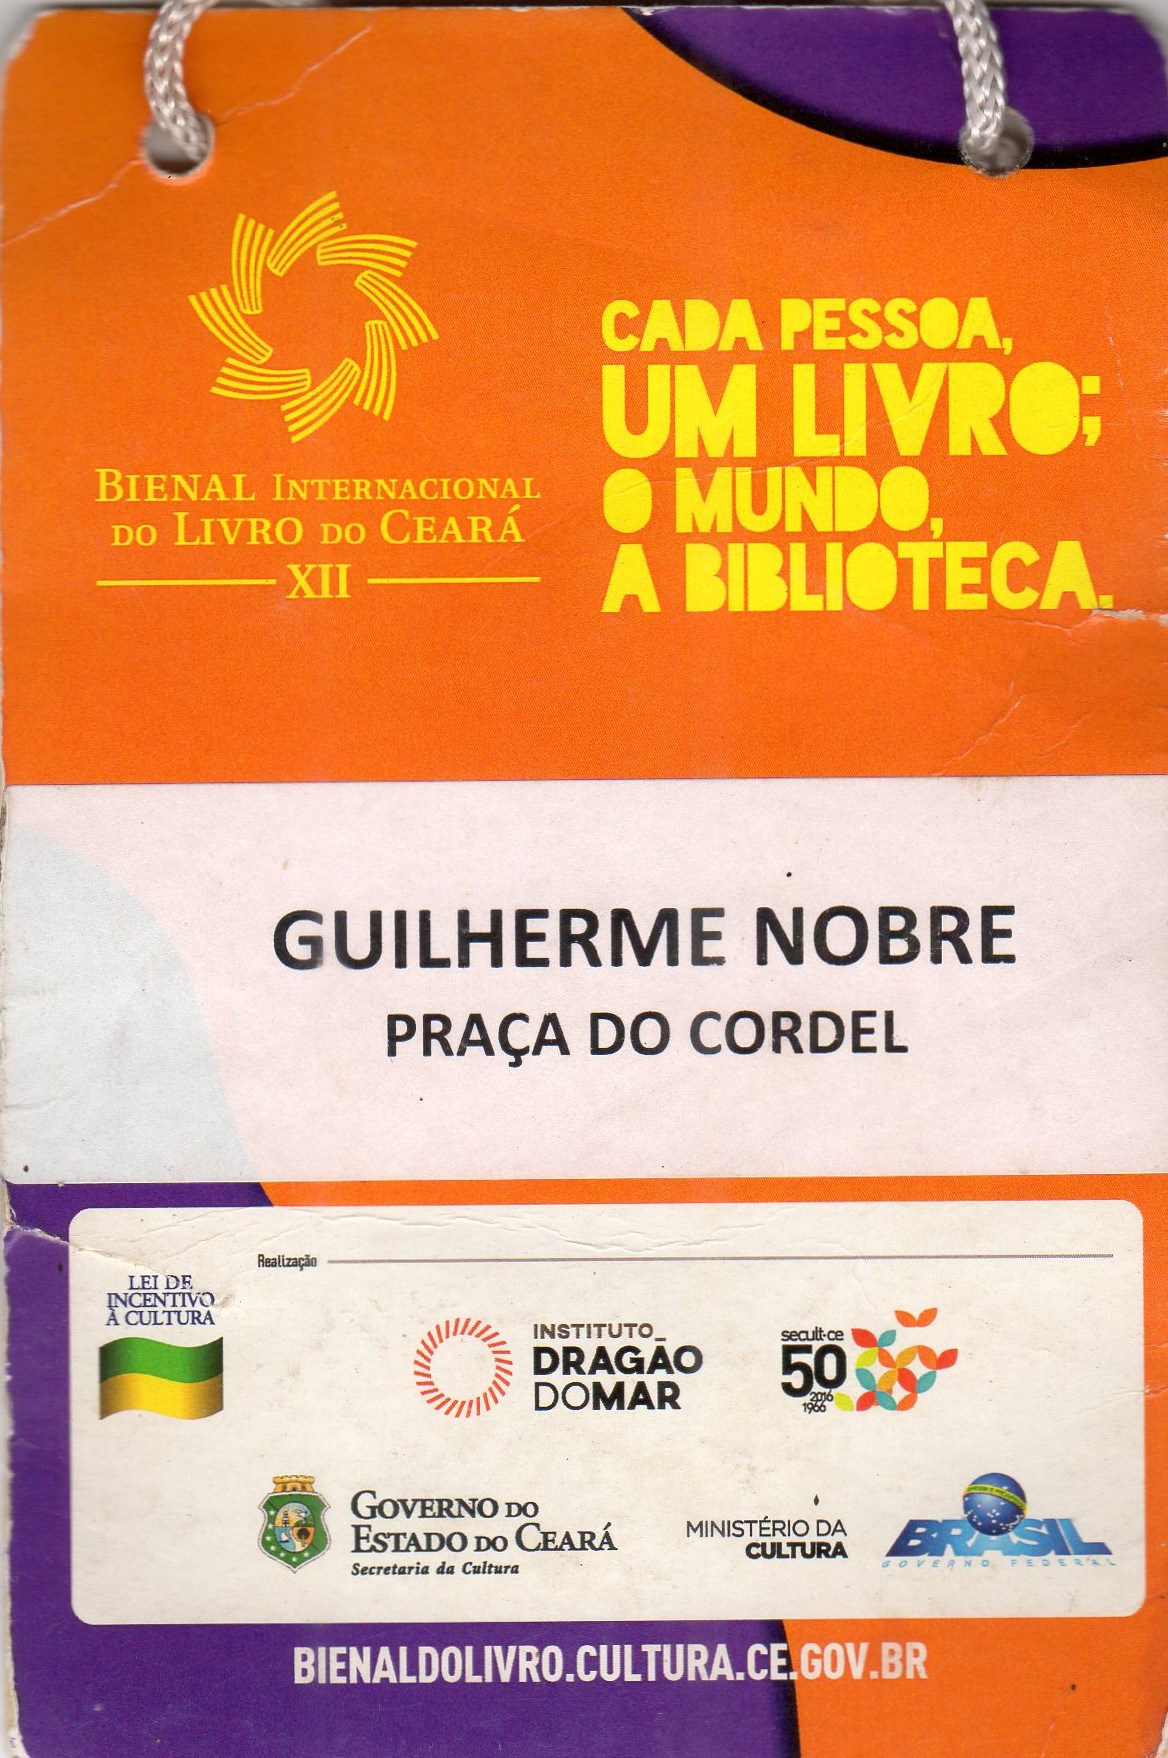 BIENAL INTERNACIONAL
DO LIVRO DO CEARÁ
XII
CADA PESSOA,
UM LIVRO;
O MUNDO,
A BIBLIOTECA.
GUILHERME NOBRE
PRAÇA DO CORDEL
Realização
LEI DE
INCENTIVO
À CULTURA
INSTITUTO_
DRAGÃO
DOMAR
secult·ce
50
2016
1966
GOVERNO DO
ESTADO DO CEARÁ
Secretaria da Cultura
MINISTÉRIO DA
CULTURA
BRASIL
GOVERNO FEDERAL
BIENALDOLIVRO.CULTURA.CE.GOV.BR